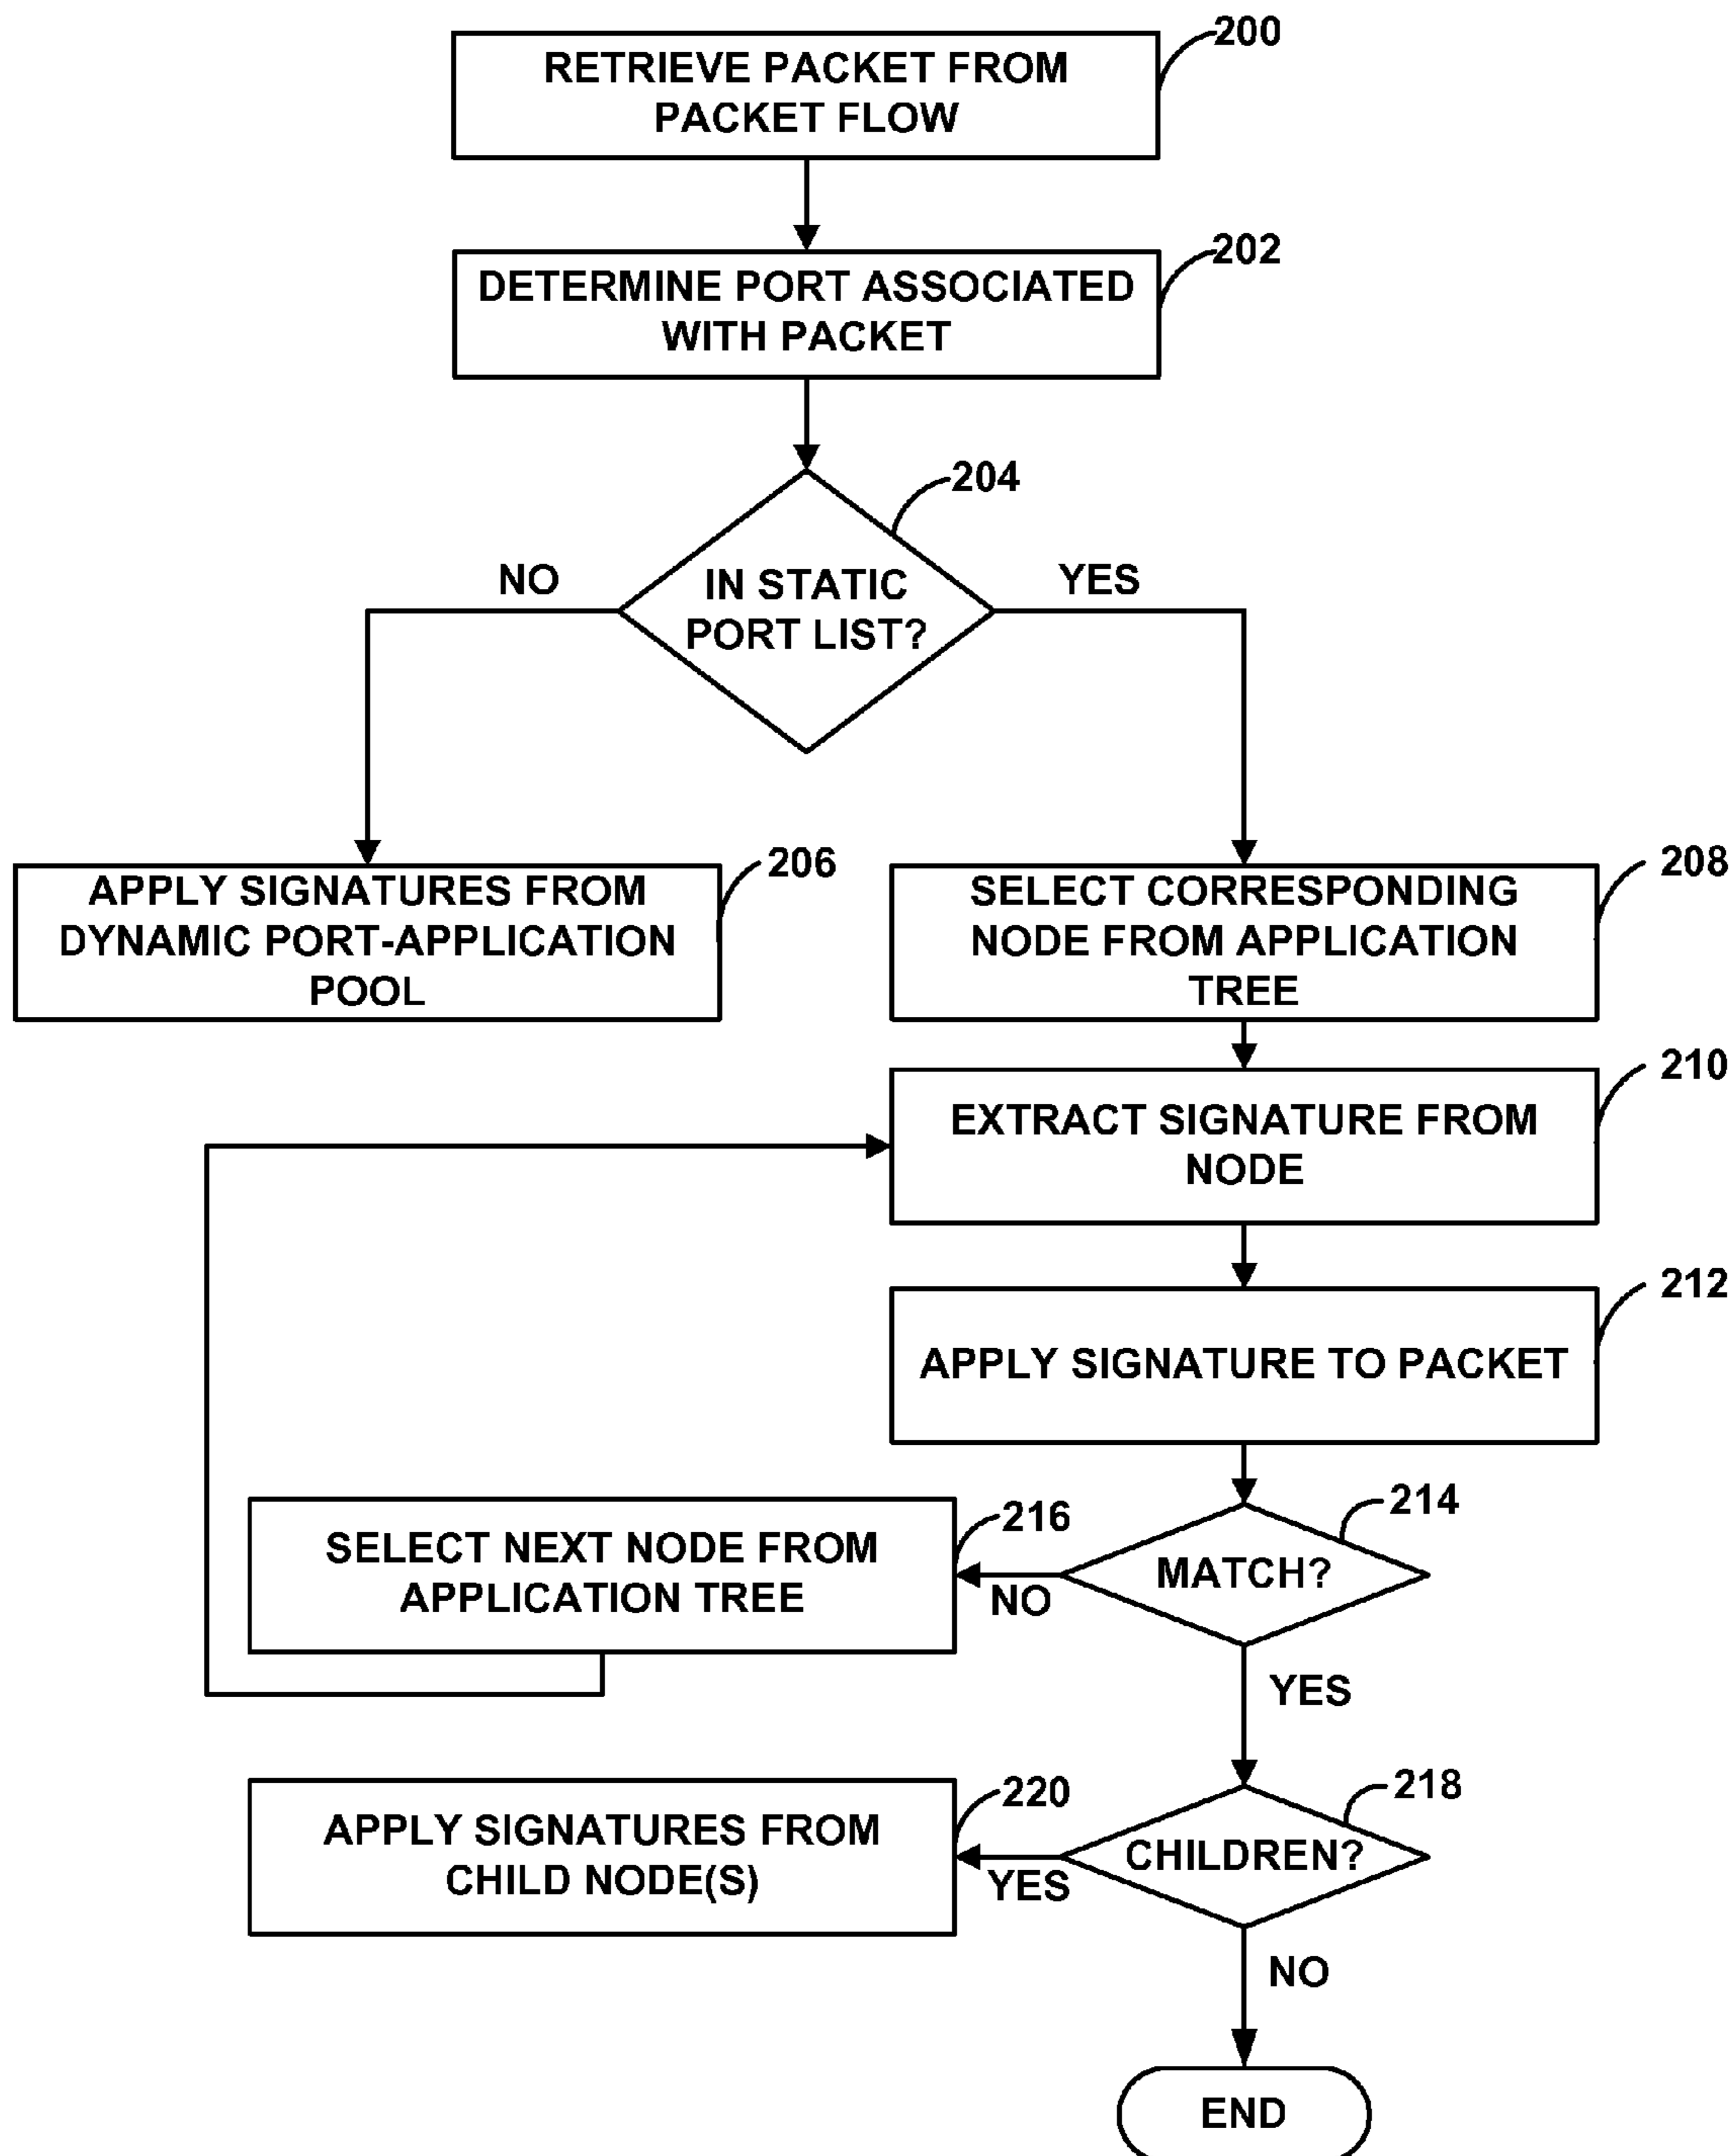 200
RETRIEVE PACKET FROM
PACKET FLOW
202
DETERMINE PORT ASSOCIATED
WITH PACKET
204
NO
YES
IN STATIC
PORT LIST?
206
APPLY SIGNATURES FROM
DYNAMIC PORT-APPLICATION
POOL
208
SELECT CORRESPONDING
NODE FROM APPLICATION
TREE
210
EXTRACT SIGNATURE FROM
NODE
212
APPLY SIGNATURE TO PACKET
214
MATCH?
216
NO
SELECT NEXT NODE FROM
APPLICATION TREE
YES
218
CHILDREN?
220
YES
APPLY SIGNATURES FROM
CHILD NODE(S)
NO
END